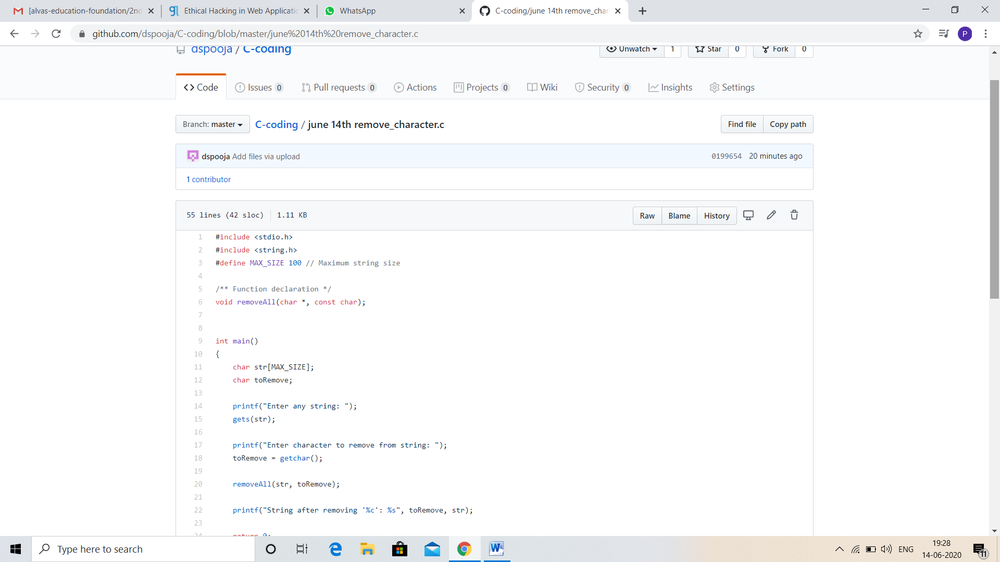 [alvas-education-foundation/2nd
Ethical Hacking in Web Applicatio
WhatsApp
C-coding/june 14th remove_char
github.com/dspooja/C-coding/blob/master/june%2014th%20remove_character.c
P
dspooja / C-coding
Unwatch 1
Star 0
Fork 0
Code
Issues 0
Pull requests 0
Actions
Projects 0
Wiki
Security 0
Insights
Settings
Branch: master
C-coding / june 14th remove_character.c
Find file
Copy path
dspooja Add files via upload
0199654 20 minutes ago
1 contributor
55 lines (42 sloc) 1.11 KB
Raw
Blame
History
1 #include <stdio.h>
2 #include <string.h>
3 #define MAX_SIZE 100 // Maximum string size
4
5 /** Function declaration */
6 void removeAll(char *, const char);
7
8
9 int main()
10 {
11 char str[MAX_SIZE];
12 char toRemove;
13
14 printf("Enter any string: ");
15 gets(str);
16
17 printf("Enter character to remove from string: ");
18 toRemove = getchar();
19
20 removeAll(str, toRemove);
21
22 printf("String after removing '%c': %s", toRemove, str);
23
24 return 0;
Type here to search
ENG
19:28
14-06-2020
11